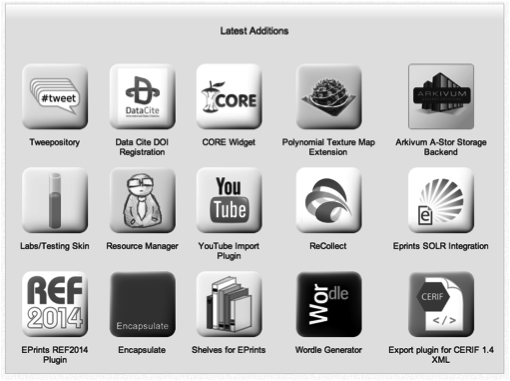 Latest Additions
#tweet
DataCite
CORE
ARKIVUM
Tweepository
Data Cite DOI
Registration
CORE Widget
Polynomial Texture Map
Extension
Arkivum A-Stor Storage
Backend
You
Tube
e
Labs/Testing Skin
Resource Manager
YouTube Import
Plugin
ReCollect
Eprints SOLR Integration
REF
2014
Encapsulate
Wordle
CERIF
</>
EPrints REF2014
Plugin
Encapsulate
Shelves for EPrints
Wordle Generator
Export plugin for CERIF 1.4
XML